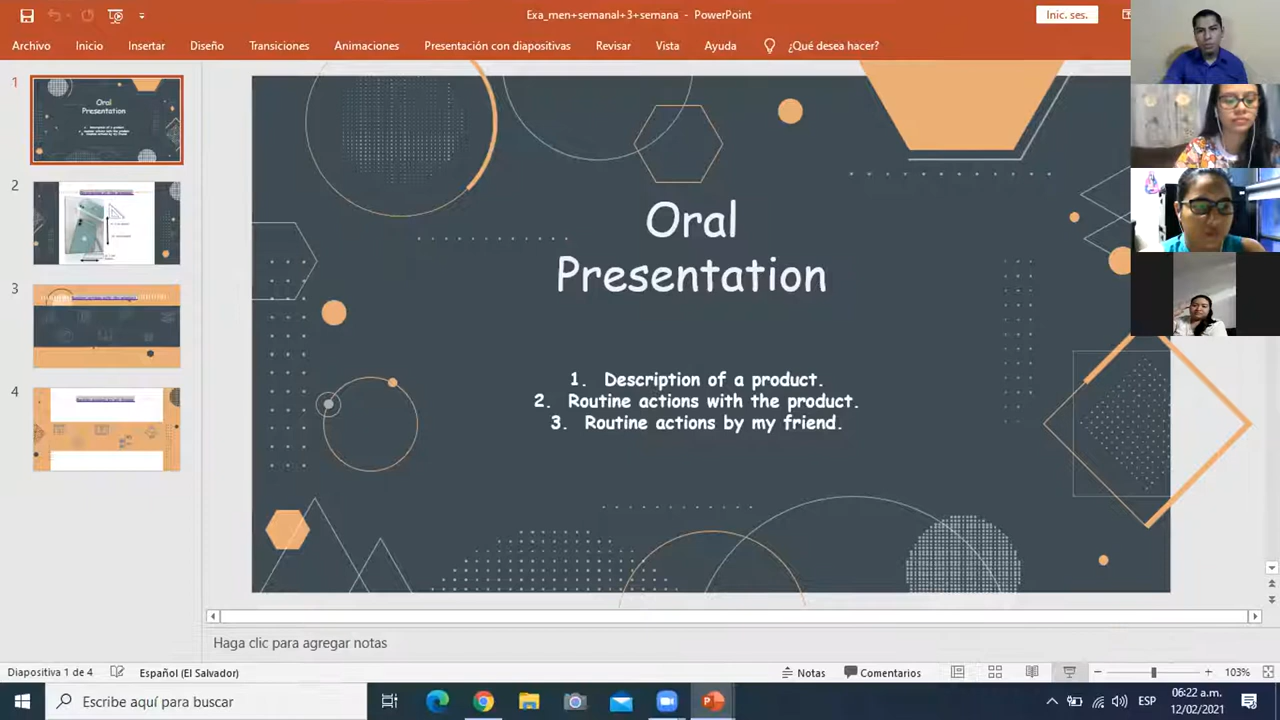 Exa_men+semanal+3+semana - PowerPoint
Inic. ses.
Archivo Inicio Insertar Diseño Transiciones Animaciones Presentación con diapositivas Revisar Vista Ayuda ¿Qué desea hacer?
1
Oral
Presentation
2
3
4
Oral
Presentation
1. Description of a product.
2. Routine actions with the product.
3. Routine actions by my friend.
Haga clic para agregar notas
Diapositiva 1 de 4 Español (El Salvador) Notas Comentarios 103%
Escribe aquí para buscar
ESP
06:22 a.m.
12/02/2021